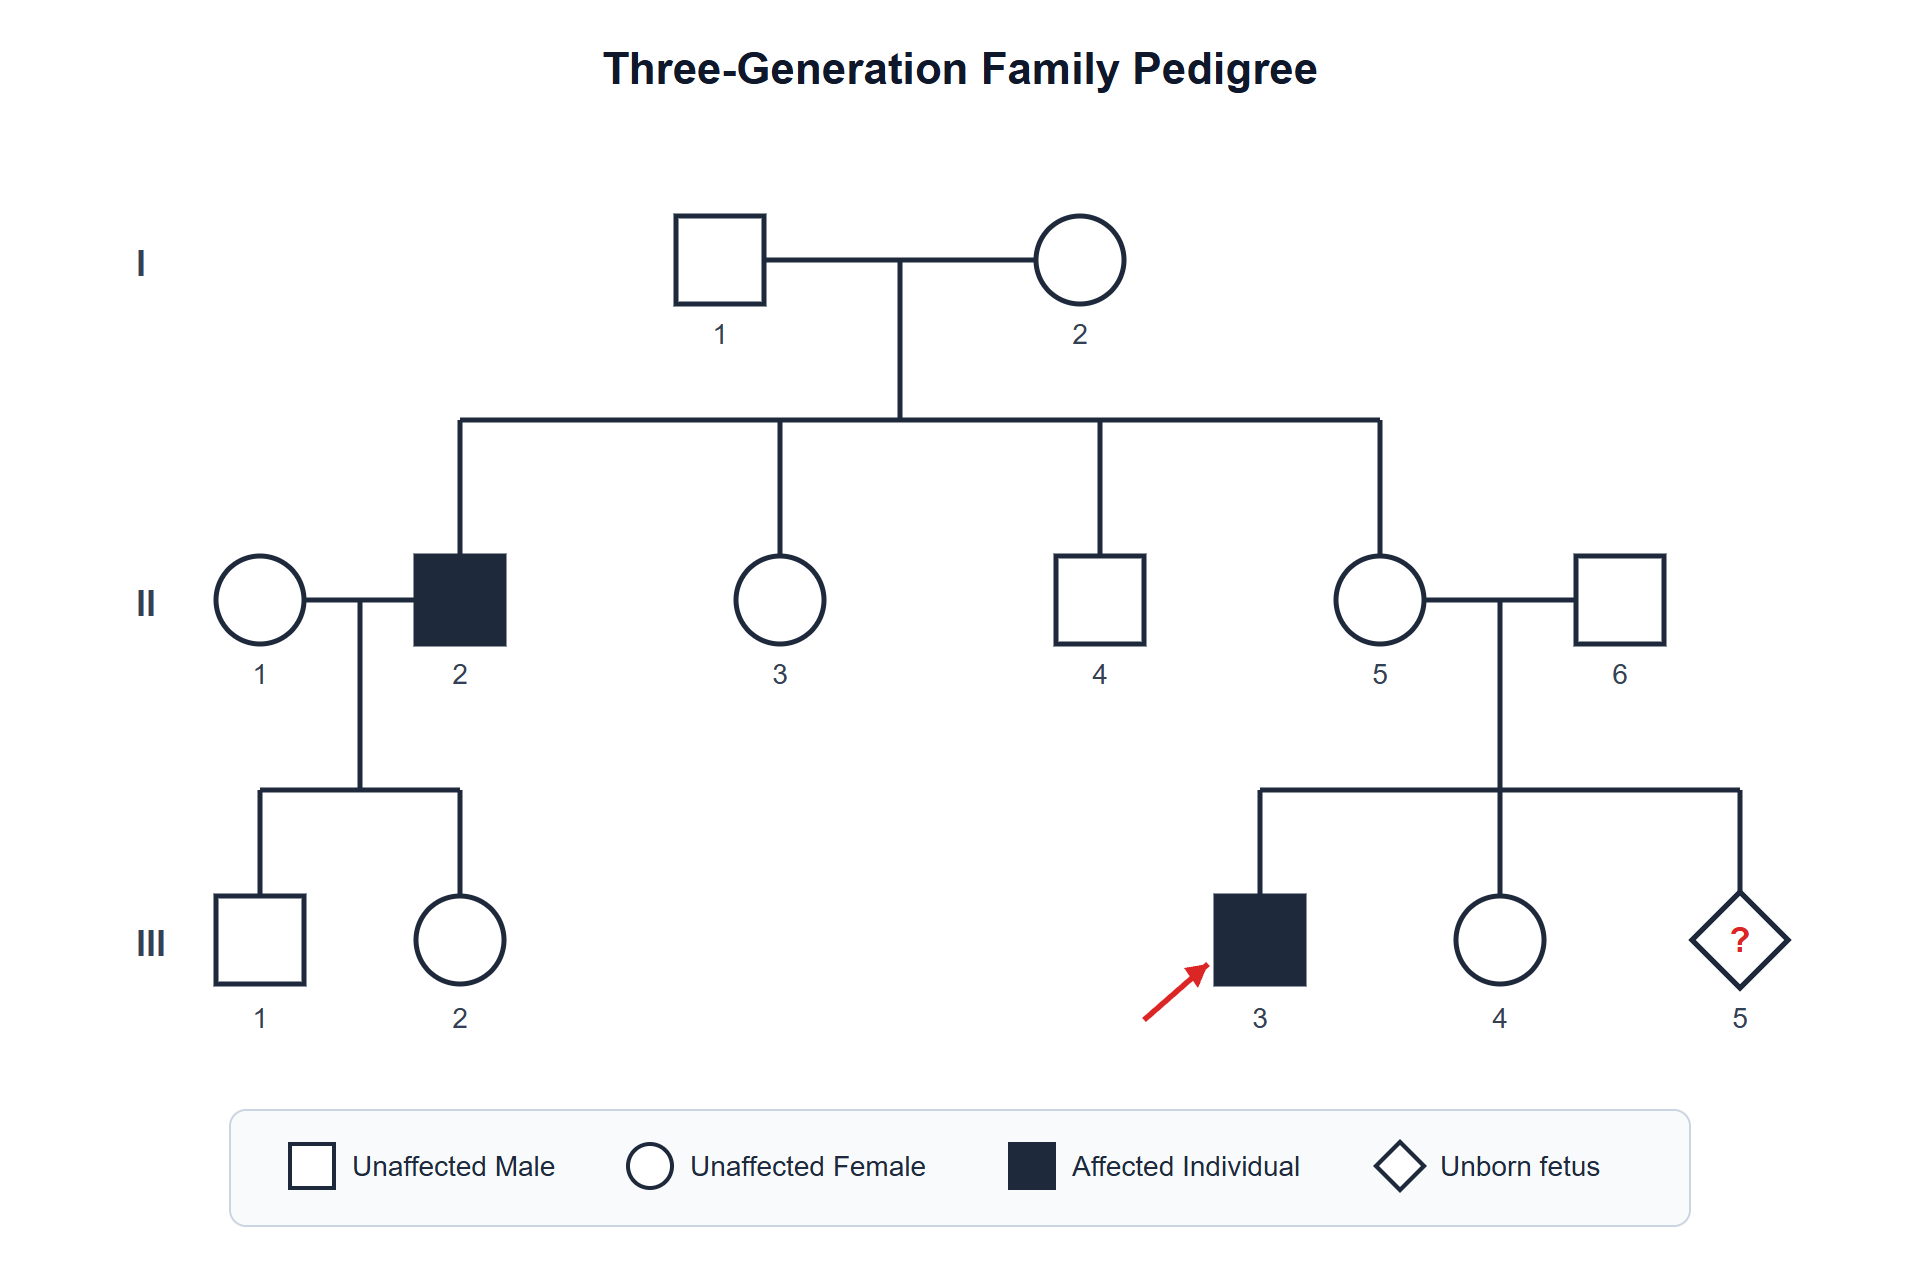 Three-Generation Family Pedigree
I
1 2
II
1 2 3 4 5 6
III
?
1 2 3 4 5
Unaffected Male Unaffected Female Affected Individual Unborn fetus